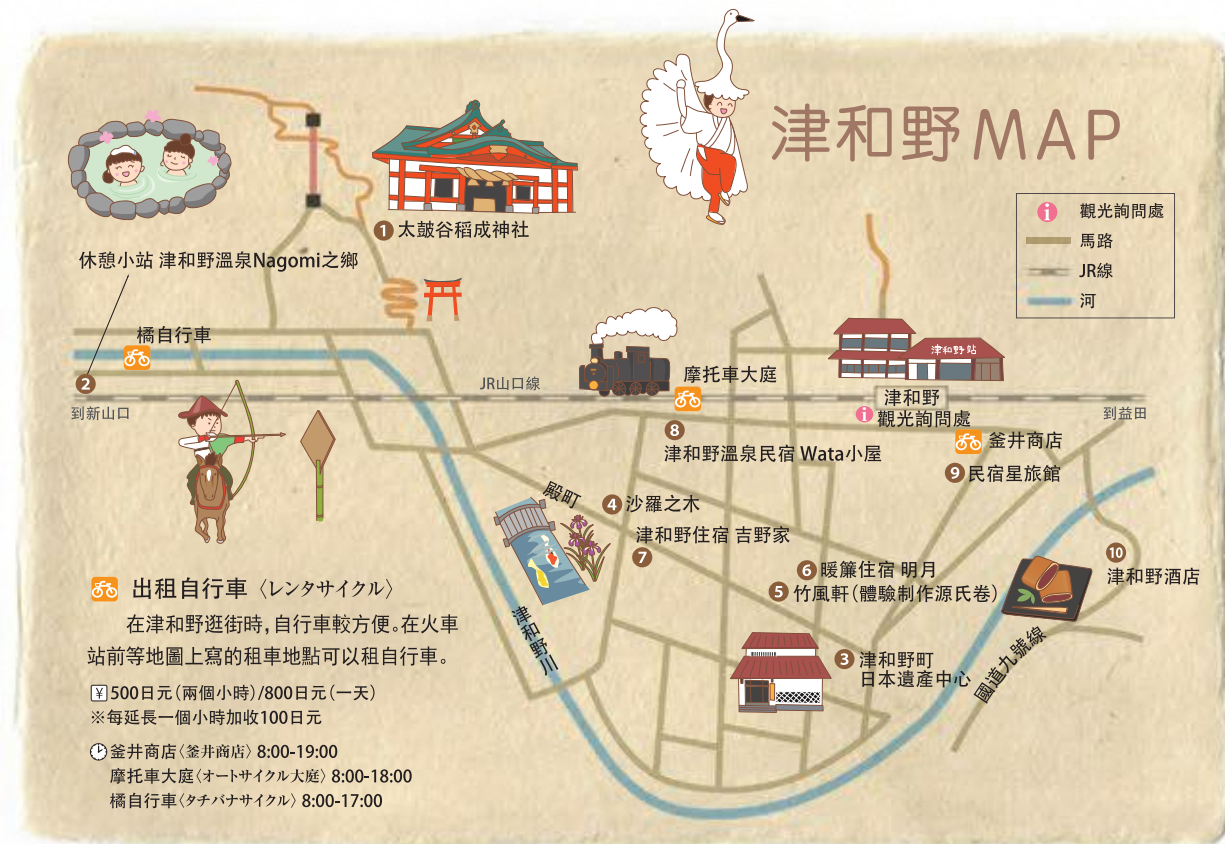 津和野MAP
i 觀光詢問處
馬路
JR線
河
1 太鼓谷稻成神社
休憩小站 津和野溫泉Nagomi之鄉
橘自行車
2
到新山口
JR山口線
摩托車大庭
津和野站
津和野
i 觀光詢問處
到益田
8
津和野溫泉民宿 Wata小屋
釜井商店
9 民宿星旅館
殿町
4 沙羅之木
津和野住宿 吉野家
7
6 暖簾住宿 明月
5 竹風軒(體驗制作源氏卷)
10
津和野酒店
3 津和野町
日本遺產中心
國道九號線
津和野川
出租自行車〈レンタサイクル〉
在津和野逛街時,自行車較方便。在火車
站前等地圖上寫的租車地點可以租自行車。
¥ 500日元(兩個小時)/800日元(一天)
※每延長一個小時加收100日元
釜井商店〈釜井商店〉8:00-19:00
摩托車大庭〈オートサイクル大庭〉8:00-18:00
橘自行車〈タチバナサイクル〉8:00-17:00